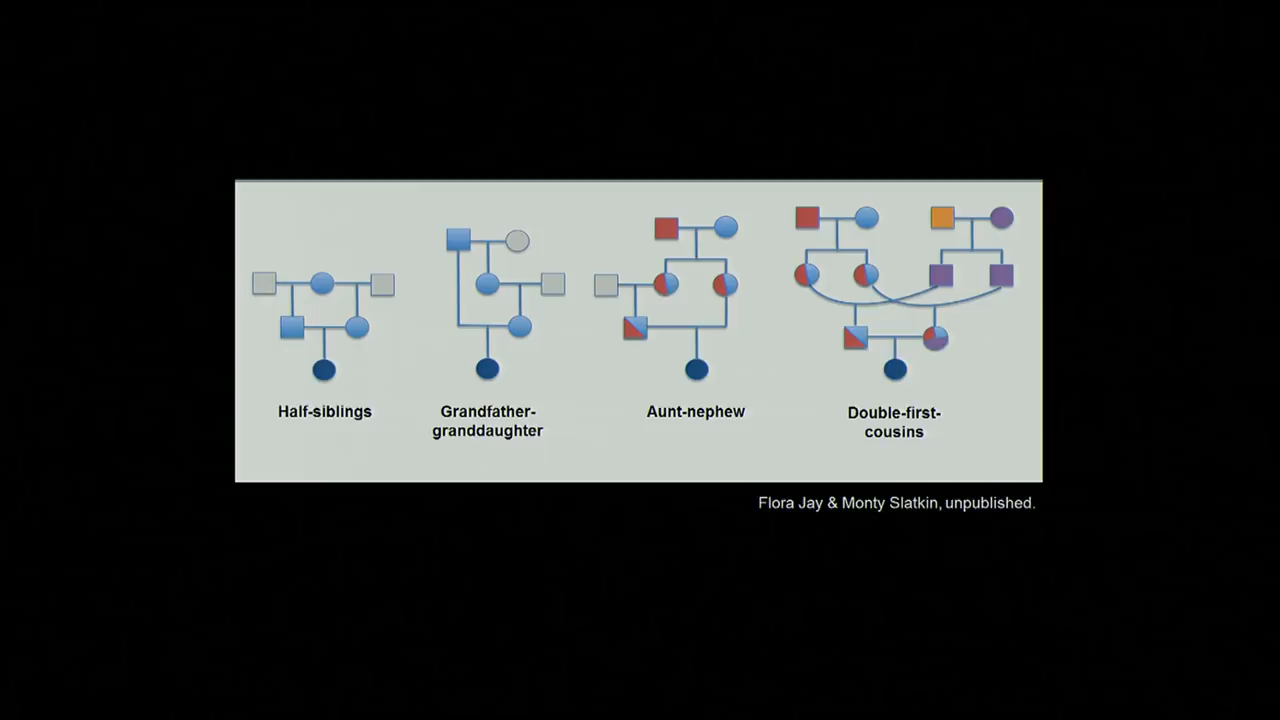 Half-siblings
Grandfather-
granddaughter
Aunt-nephew
Double-first-
cousins
Flora Jay & Monty Slatkin, unpublished.